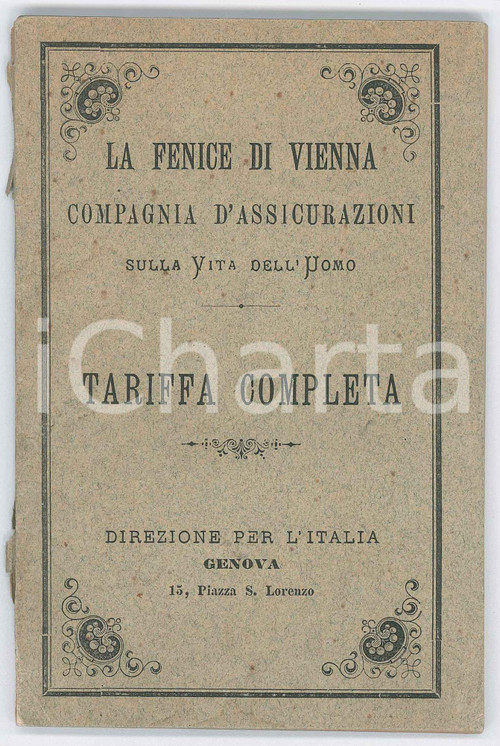 LA FENICE DI VIENNA
COMPAGNIA D'ASSICURAZIONI
SULLA VITA DELL'UOMO
iCharta
TARIFFA COMPLETA
DIREZIONE PER L'ITALIA
GENOVA
15, Piazza S. Lorenzo